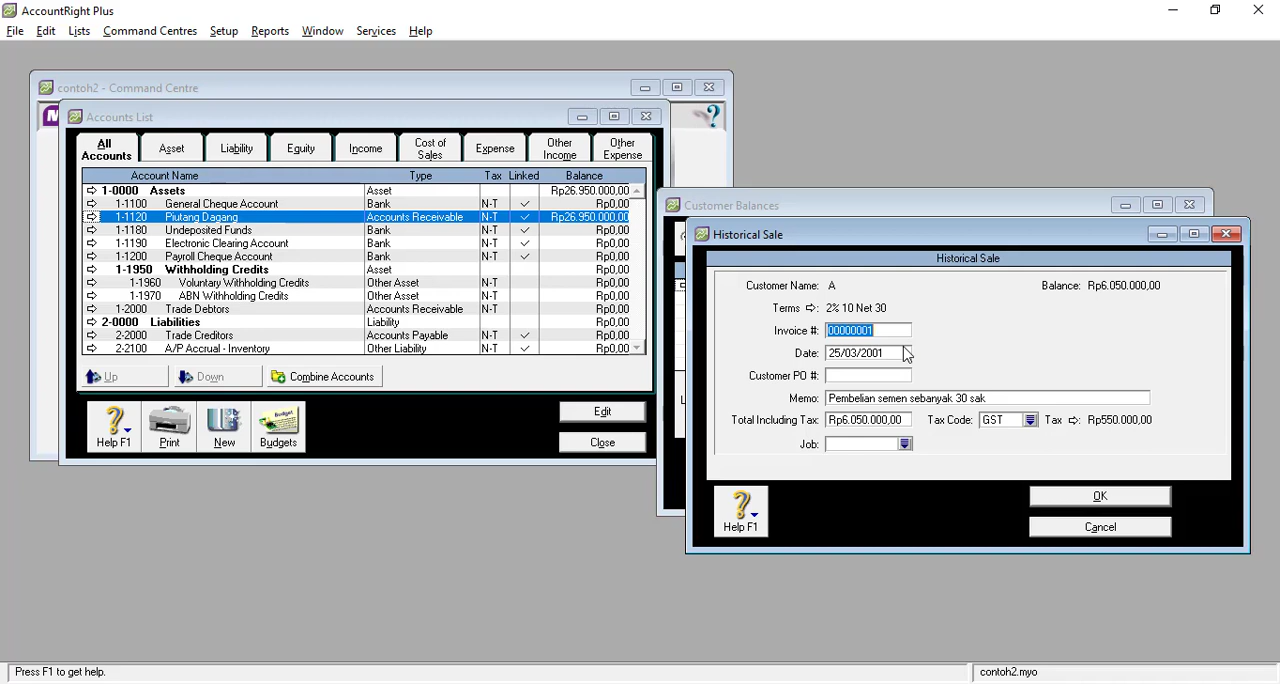 AccountRight Plus
File Edit Lists Command Centres Setup Reports Window Services Help
contoh2 - Command Centre
Accounts List
All Accounts
Asset
Liability
Equity
Income
Cost of Sales
Expense
Other Income
Other Expense
Account Name Type Tax Linked Balance
1-0000 Assets Asset Rp26.950.000,00
1-1100 General Cheque Account Bank N-T Rp0,00
1-1120 Piutang Dagang Accounts Receivable N-T Rp26.950.000,00
1-1180 Undeposited Funds Bank N-T Rp0,00
1-1190 Electronic Clearing Account Bank N-T Rp0,00
1-1200 Payroll Cheque Account Bank N-T Rp0,00
1-1950 Withholding Credits Asset Rp0,00
1-1960 Voluntary Withholding Credits Other Asset N-T Rp0,00
1-1970 ABN Withholding Credits Other Asset N-T Rp0,00
1-2000 Trade Debtors Accounts Receivable N-T Rp0,00
2-0000 Liabilities Liability Rp0,00
2-2000 Trade Creditors Accounts Payable N-T Rp0,00
2-2100 A/P Accrual - Inventory Other Liability N-T Rp0,00
Up Down Combine Accounts
Help F1 Print New Budgets
Edit
Close
Customer Balances
Historical Sale
Historical Sale
Customer Name: A Balance: Rp6.050.000,00
Terms 2% 10 Net 30
Invoice #: 00000001
Date: 25/03/2001
Customer PO #:
Memo: Pembelian semen sebanyak 30 sak
Total Including Tax: Rp6.050.000,00 Tax Code: GST Tax Rp550.000,00
Job:
Help F1
OK
Cancel
Press F1 to get help.
contoh2.myo